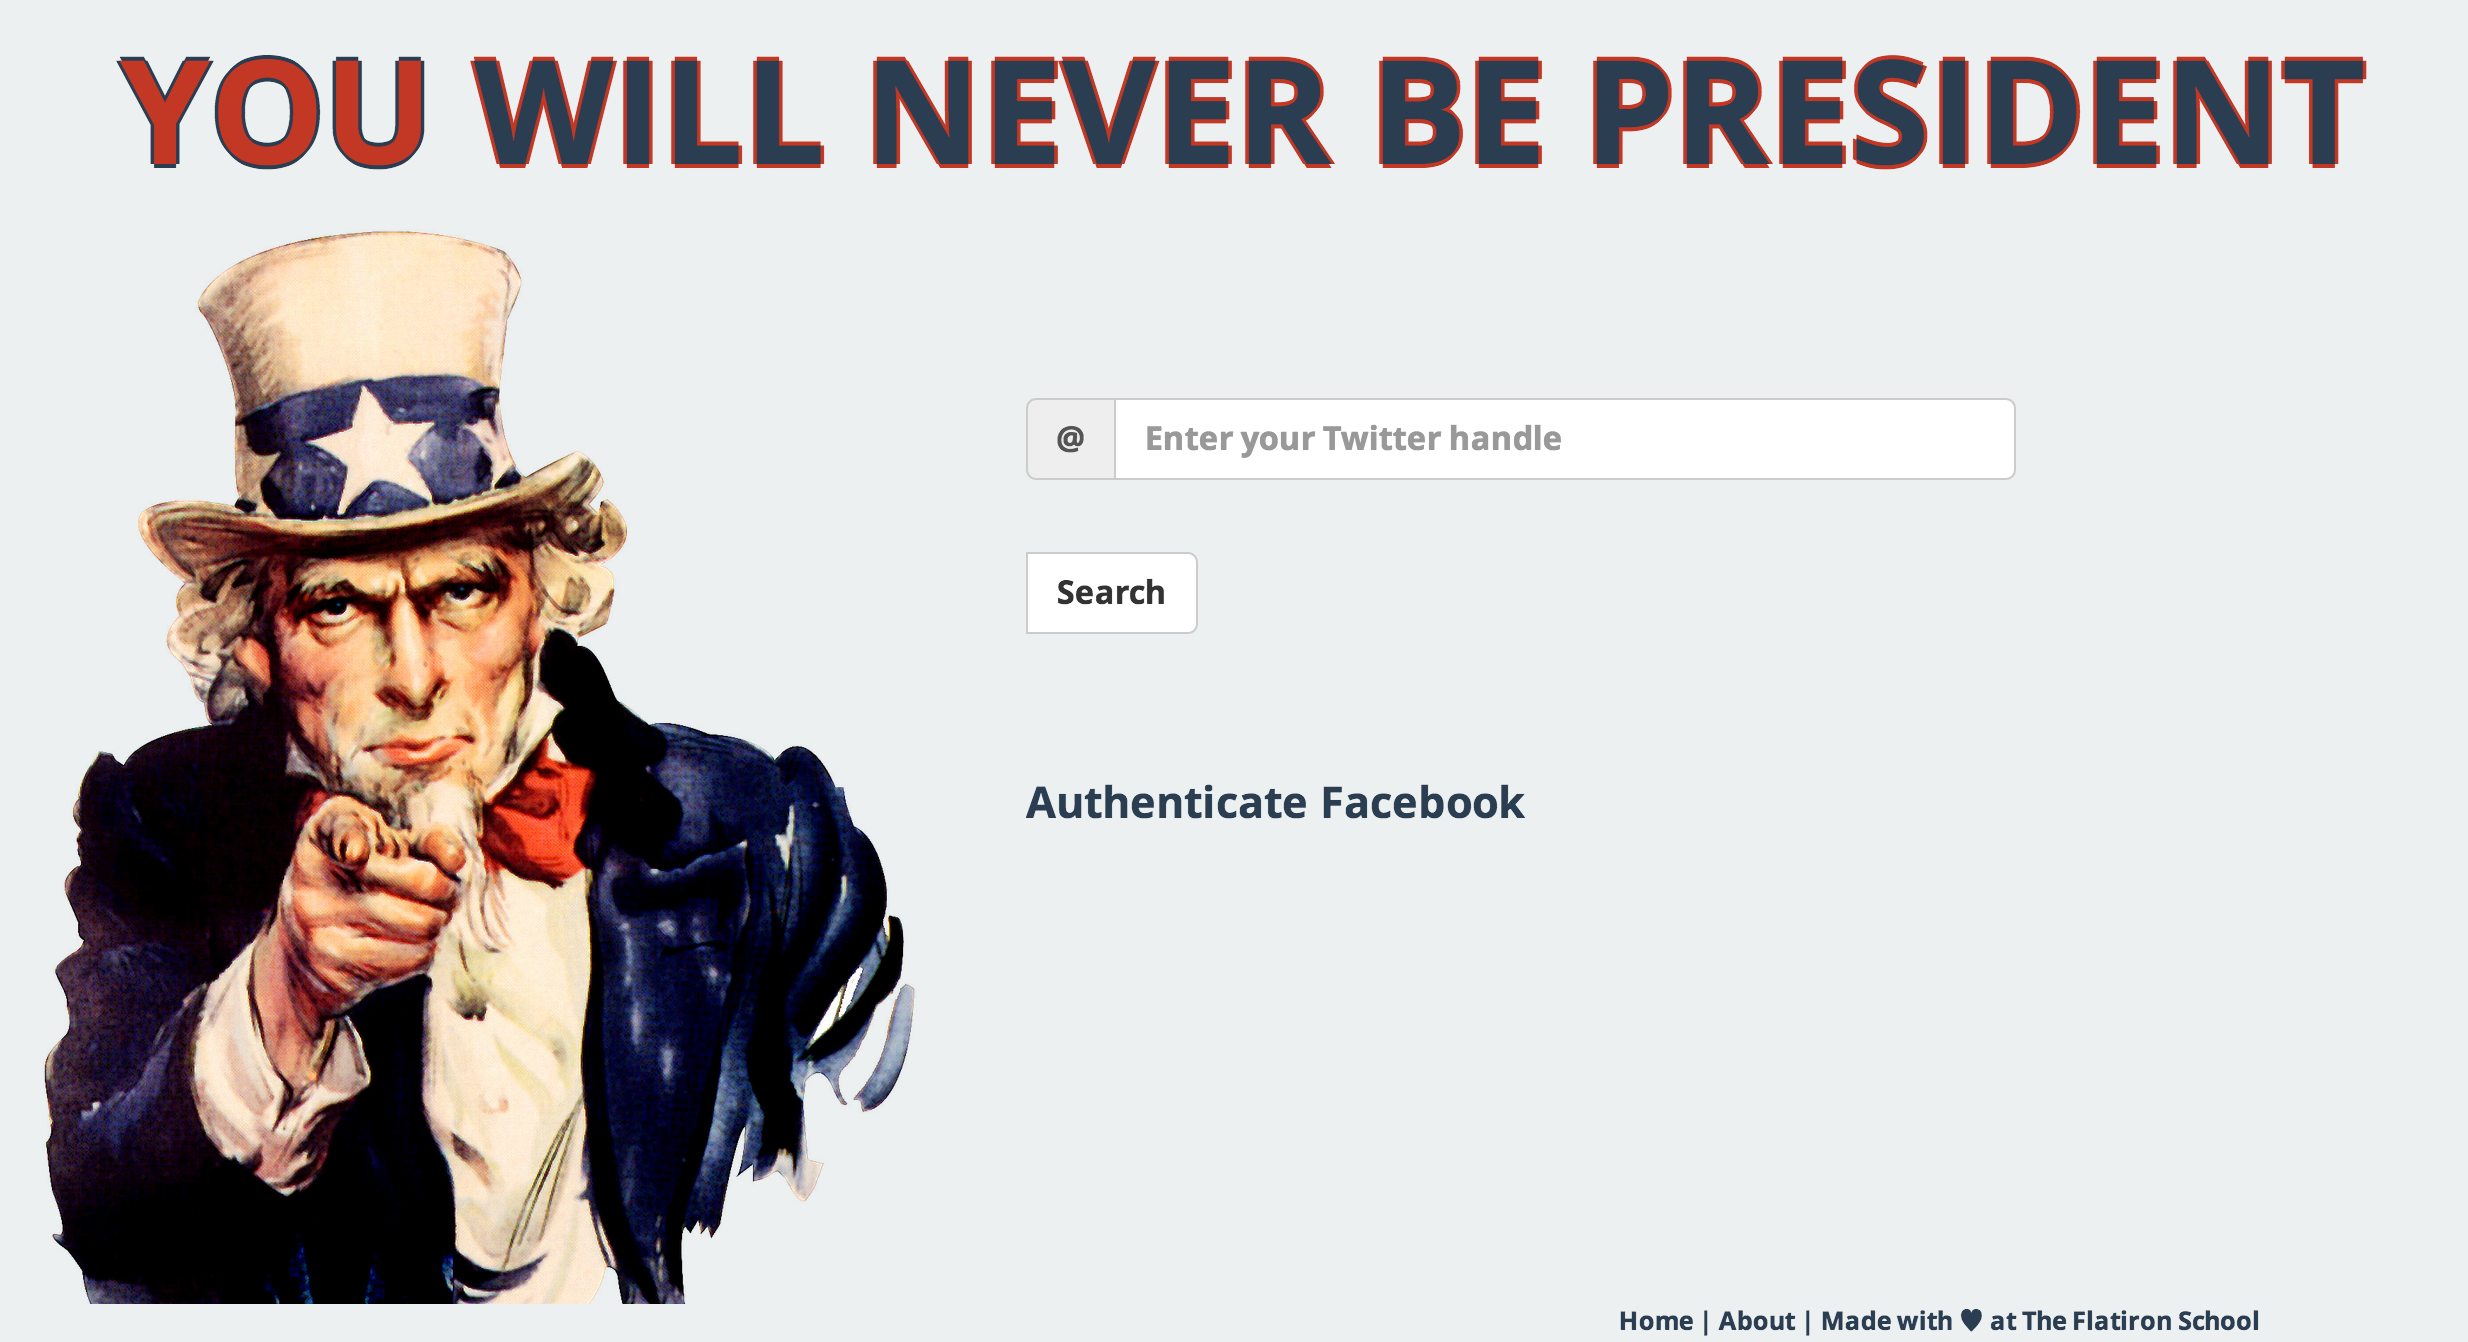 YOU WILL NEVER BE PRESIDENT
@ Enter your Twitter handle
Search
Authenticate Facebook
Home | About | Made with ♥ at The Flatiron School